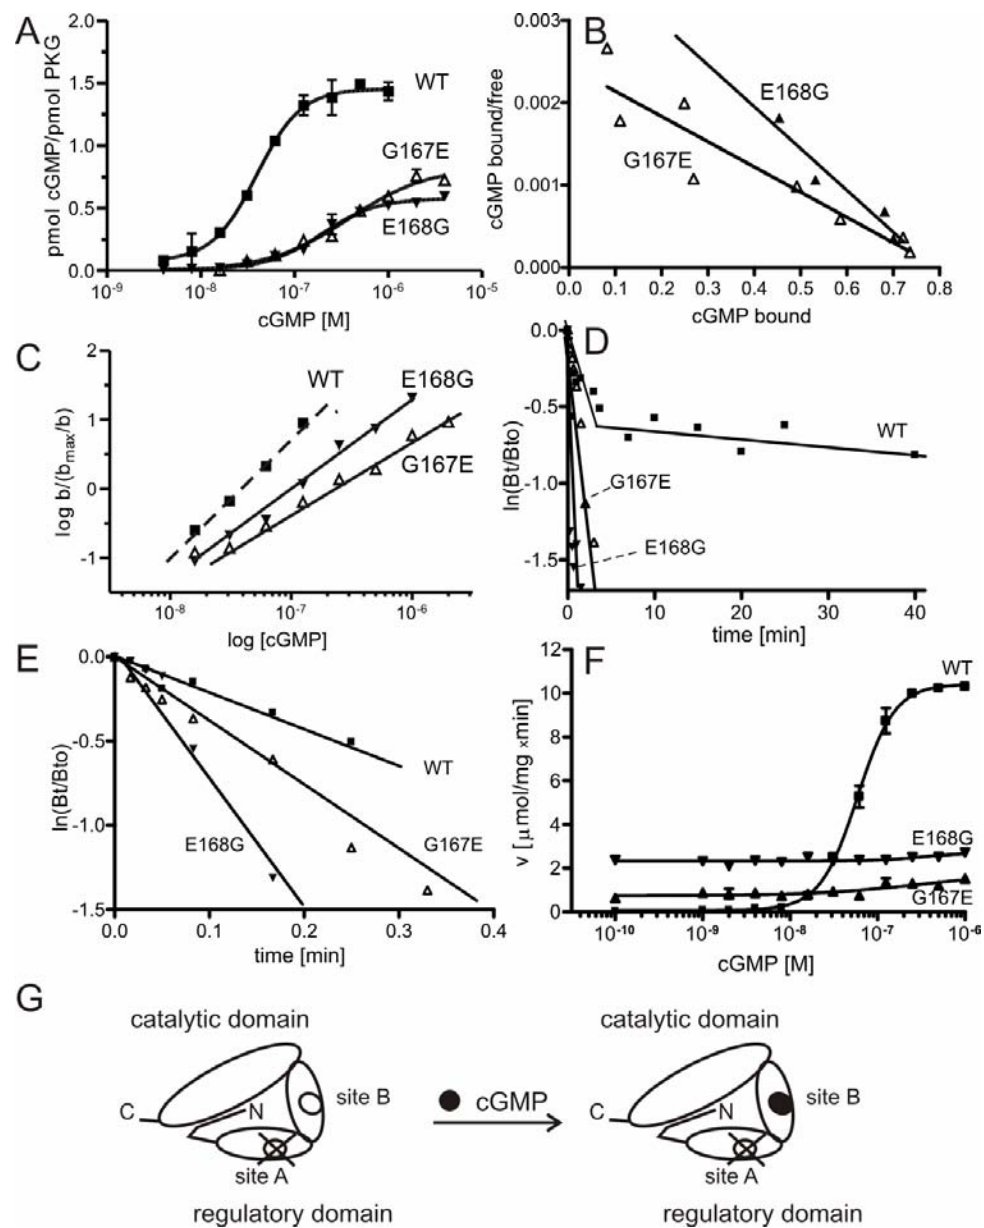 A
pmol cGMP/pmol PKG
2.0
1.5
1.0
0.5
0.0
WT
G167E
E168G
10-9
10-8
10-7
10-6
10-5
cGMP [M]
B
cGMP bound/free
0.003
0.002
0.001
0.000
E168G
G167E
0.0 0.1 0.2 0.3 0.4 0.5 0.6 0.7 0.8
cGMP bound
C
log b/(bmax/b)
2
1
0
-1
WT
E168G
G167E
10-8
10-7
10-6
log [cGMP]
D
ln(Bt/Bto)
0.0
-0.5
-1.0
-1.5
WT
G167E
E168G
0 10 20 30 40
time [min]
E
ln(Bt/Bto)
0.0
-0.5
-1.0
-1.5
WT
E168G
G167E
0.0 0.1 0.2 0.3 0.4
time [min]
F
v [μmol/mg xmin]
12
10
8
6
4
2
0
WT
E168G
G167E
10-10
10-9
10-8
10-7
10-6
cGMP [M]
G
catalytic domain
C
N
site B
site A
regulatory domain
cGMP
catalytic domain
C
N
site B
site A
regulatory domain